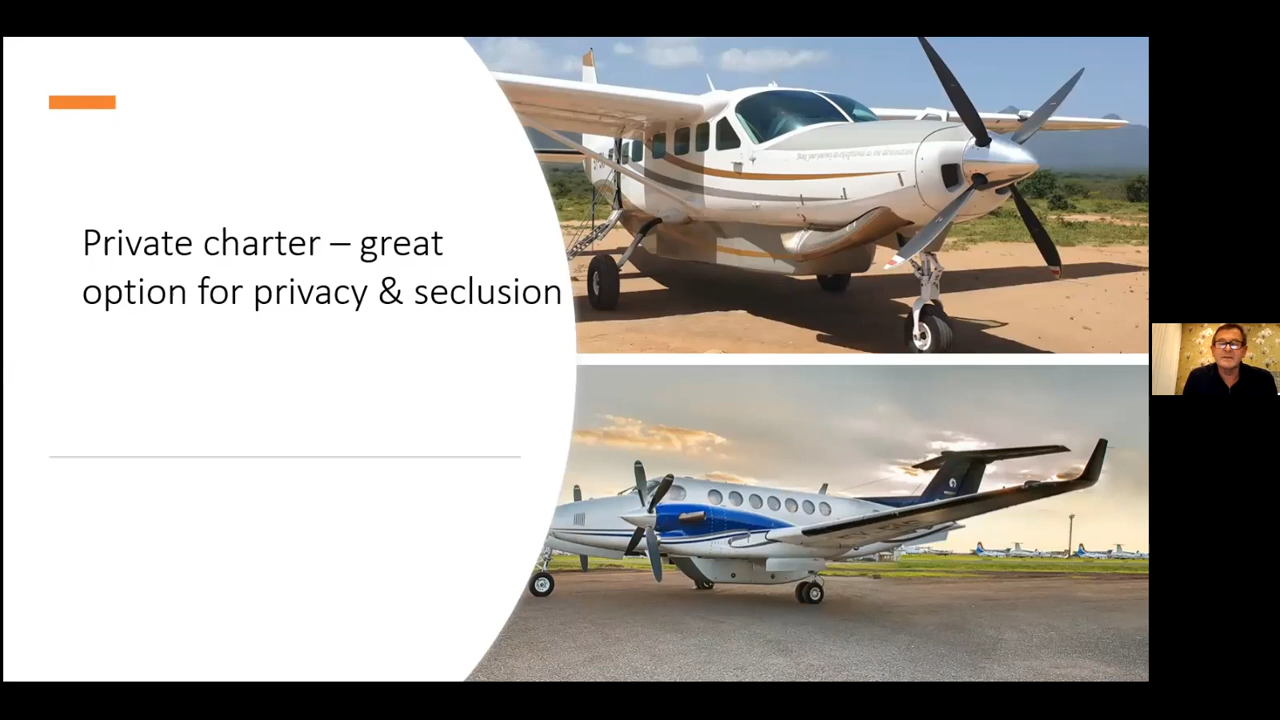 Private charter – great
option for privacy & seclusion